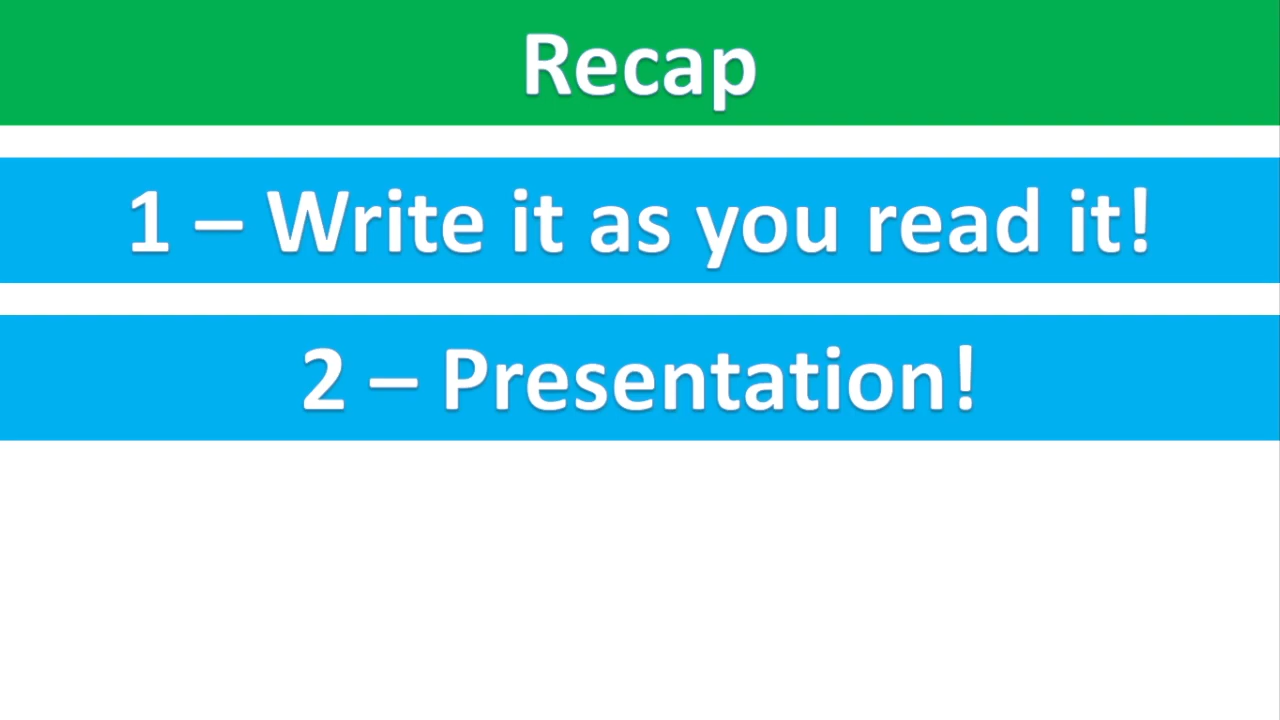 Recap
1 – Write it as you read it!
2 – Presentation!